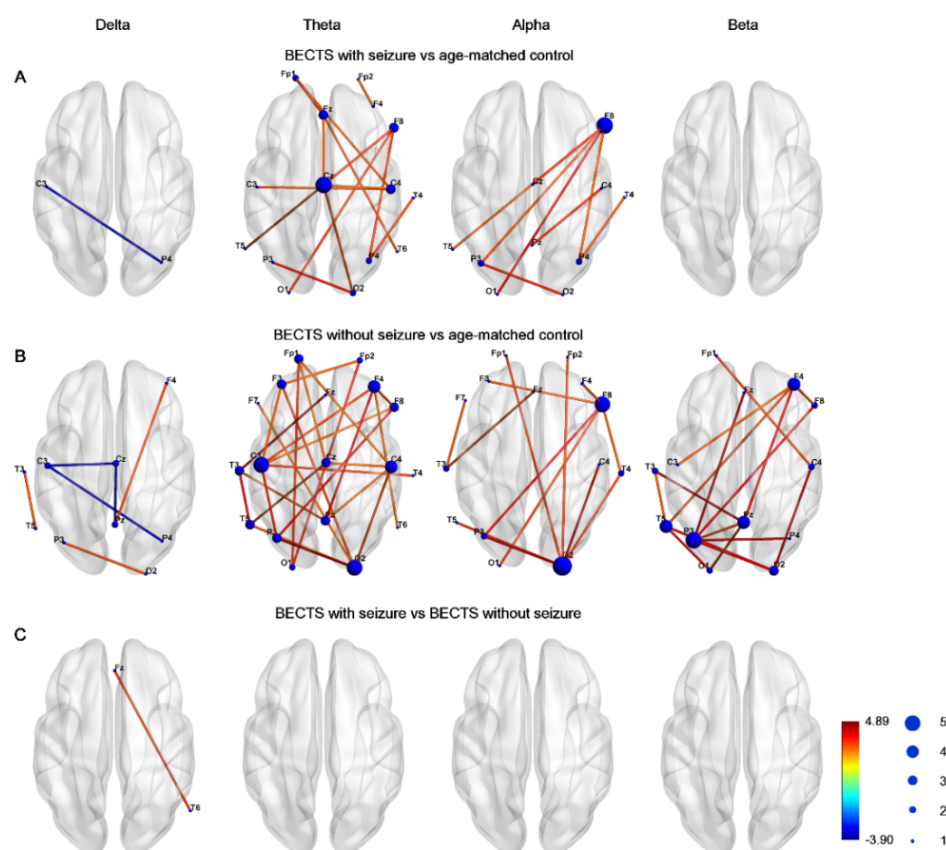 Delta Theta Alpha Beta
BECTS with seizure vs age-matched control
A
Fp1 Fp2
Fz F4
F8 F8
C3 Cz C4 T4 Cz C4 T4
C3
T5 T6 T5 Pz
P4 P3 P4 P3 P4
O1 O2 O1 O2
BECTS without seizure vs age-matched control
B
Fp1 Fp2 Fp1 Fp2 Fp1
F4 F3 F4 F3 Fz F4 Fz F4
F7 Fz F8 F7 F8 F8
C3 Cz C3 Cz C4 C4 C3 C4
T3 T3 T4 T3 T4 T3
T5 Pz T5 Pz T6 T5 T5 Pz
P3 P4 P3 P3 P3 P4
O2 O1 O2 O1 O2 O1 O2
BECTS with seizure vs BECTS without seizure
C
Fz
T6
4.89 5
4
3
2
-3.90 1